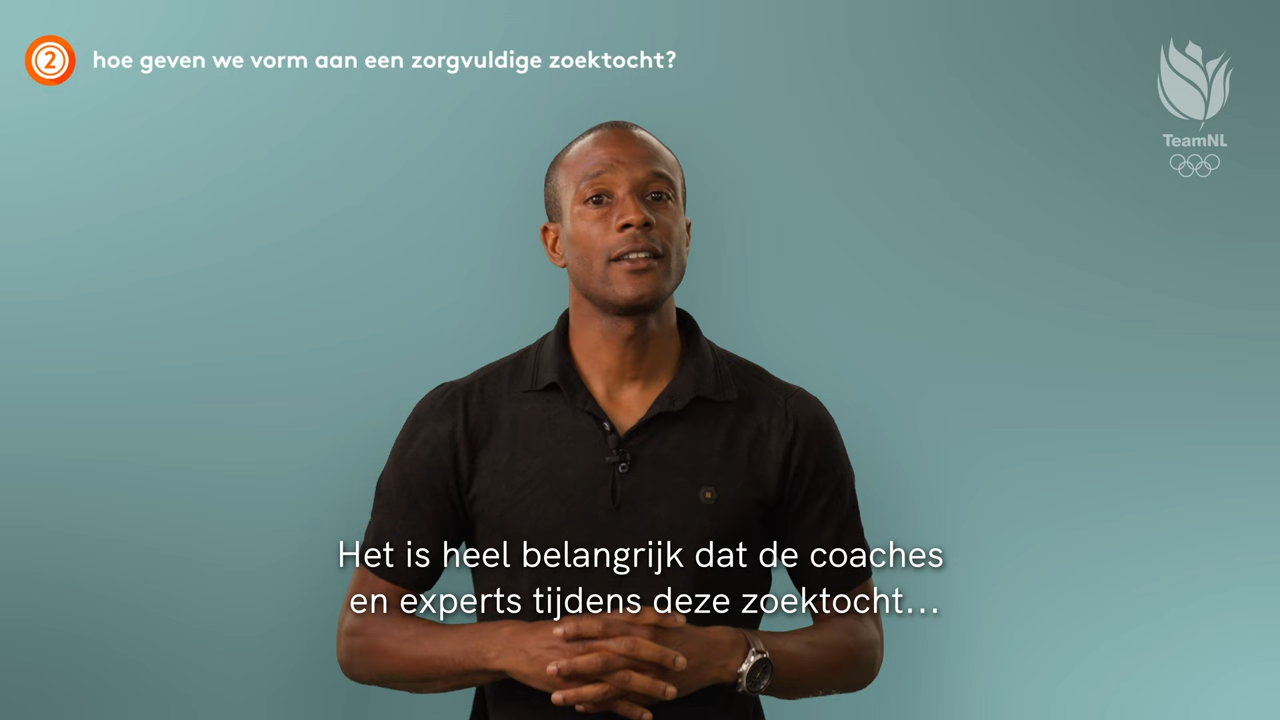 2
hoe geven we vorm aan een zorgvuldige zoektocht?
TeamNL
Het is heel belangrijk dat de coaches
en experts tijdens deze zoektocht...